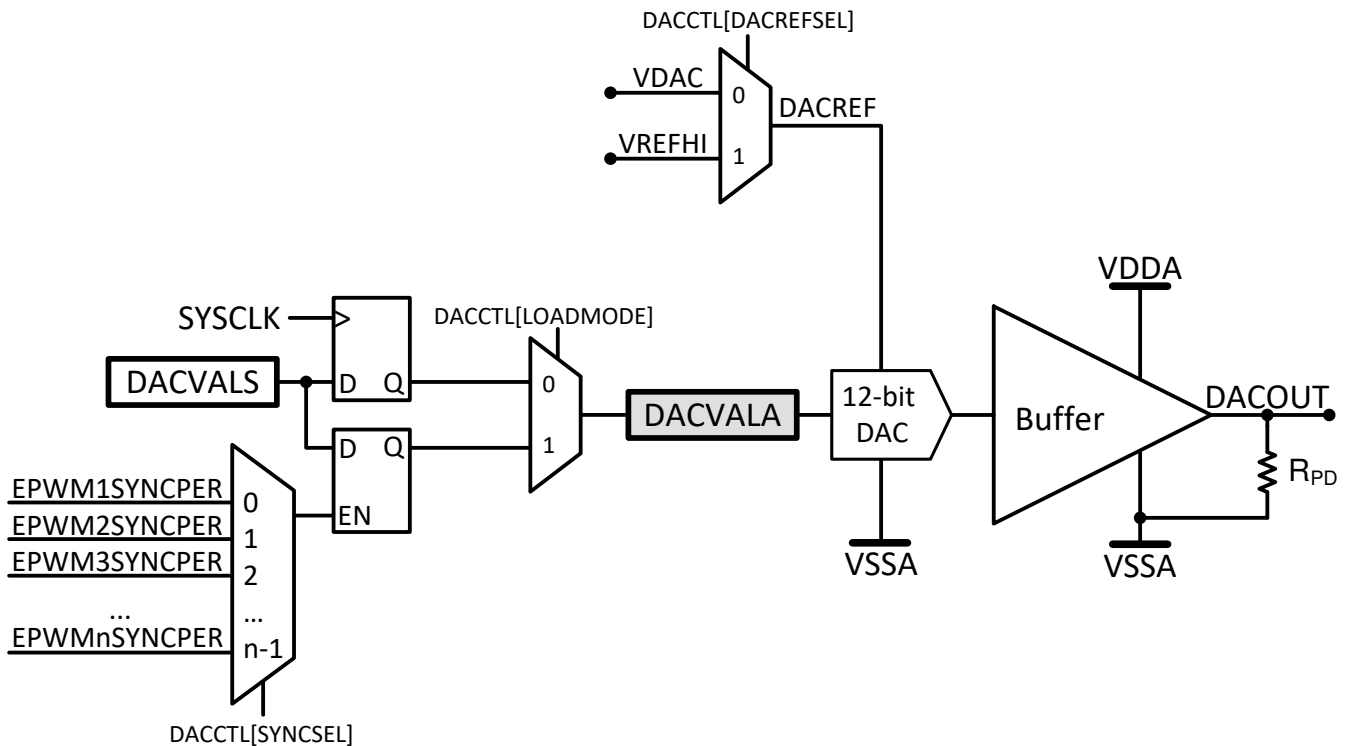 DACCTL[DACREFSEL]
VDAC
0
DACREF
VREFHI
1
VDDA
SYSCLK
>
DACCTL[LOADMODE]
DACVALS
D
Q
0
12-bit
DAC
DACVALA
Buffer
DACOUT
D
Q
1
RPD
EPWM1SYNCPER
0
EN
EPWM2SYNCPER
1
EPWM3SYNCPER
2
VSSA
VSSA
...
...
EPWMnSYNCPER
n-1
DACCTL[SYNCSEL]